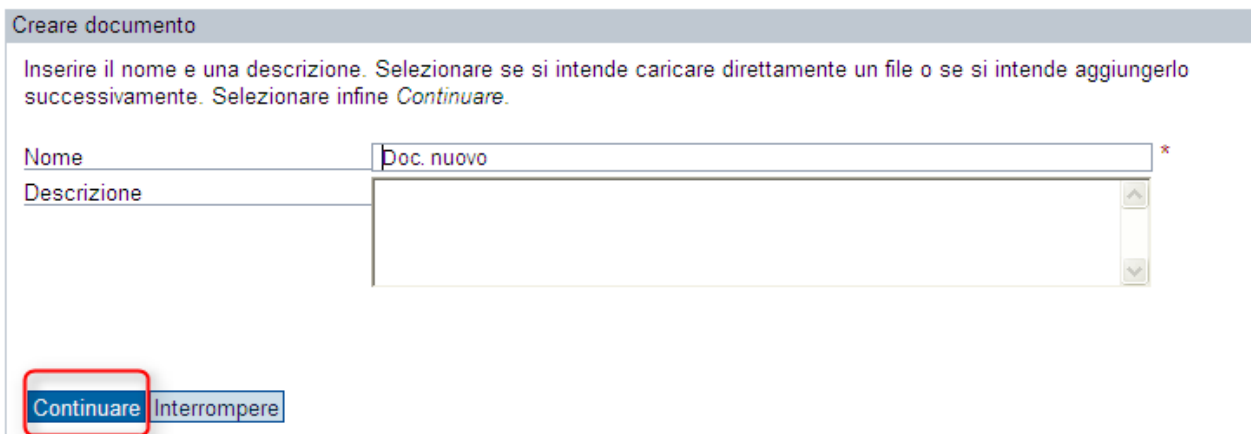 Creare documento
Inserire il nome e una descrizione. Selezionare se si intende caricare direttamente un file o se si intende aggiungerlo
successivamente. Selezionare infine Continuare.
Nome Doc. nuovo *
Descrizione
Continuare Interrompere